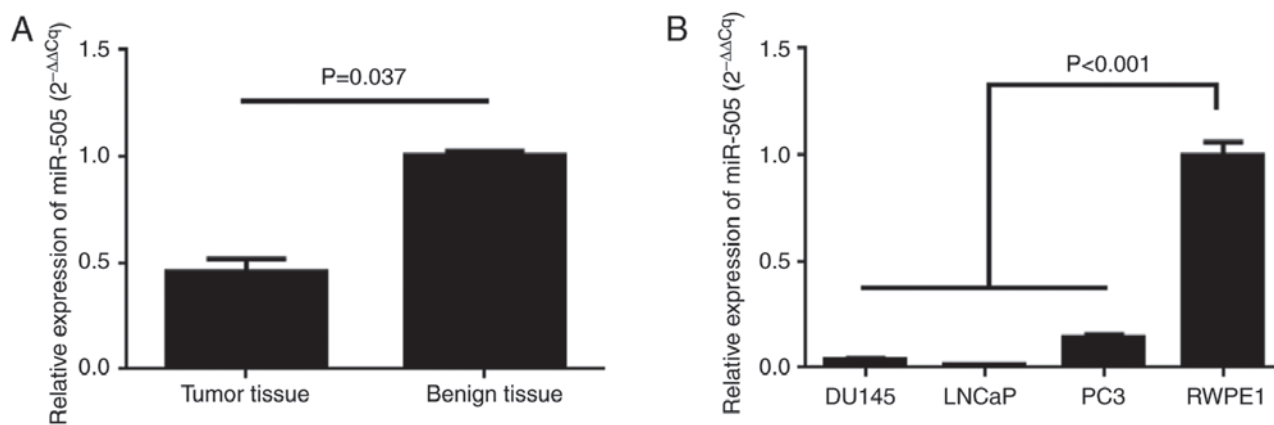 A
Relative expression of miR-505 (2⁻ΔΔCq)
1.5
1.0
0.5
0.0
P=0.037
Tumor tissue
Benign tissue
B
Relative expression of miR-505 (2⁻ΔΔCq)
1.5
1.0
0.5
0.0
P<0.001
DU145
LNCaP
PC3
RWPE1